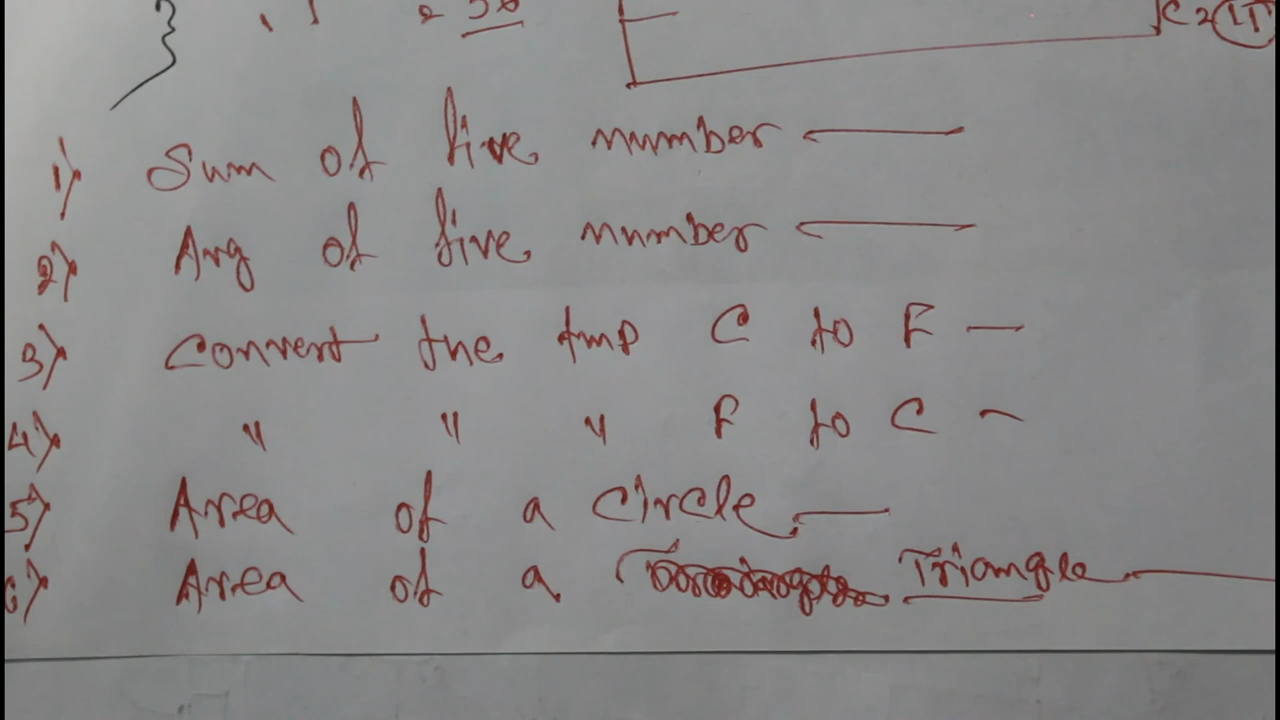 1) Sum of five number
2) Avg of five number
3) Convert the tmp C to F
4) " " " F to C
5) Area of a circle
6) Area of a Triangle